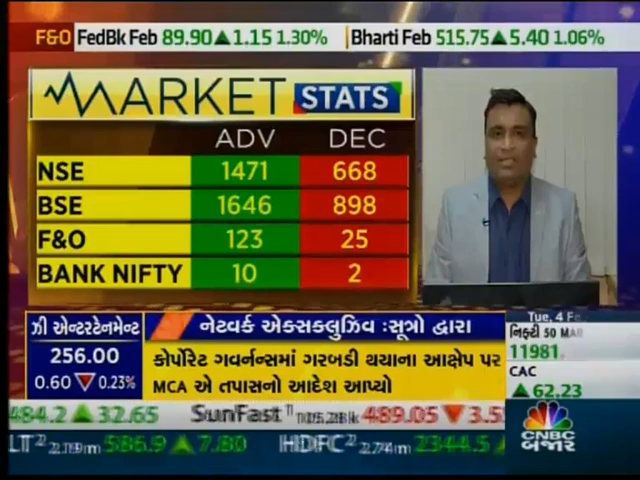 F&O FedBk Feb 89.90 ▲ 1.15 1.30% Bharti Feb 515.75 ▲ 5.40 1.06%
MARKET STATS
ADV DEC
NSE 1471 668
BSE 1646 898
F&O 123 25
BANK NIFTY 10 2
ઝી એન્ટરટેનમેન્ટ
256.00
0.60 ▼ 0.23%
નેટવર્ક એક્સક્લુઝિવ :સૂત્રો દ્વારા
કોર્પોરેટ ગવર્નન્સમાં ગરબડી થયાના આક્ષેપ પર
MCA એ તપાસનો આદેશ આપ્યો
Tue, 4 Fe
નિફ્ટી 50 MAR
11981
CAC
▲ 62.23
484.2 ▲ 32.65 SunFast 489.05 ▼ 3.5
LT 586.9 ▲ 7.80 HDFC 2344.5
CNBC
બજાર